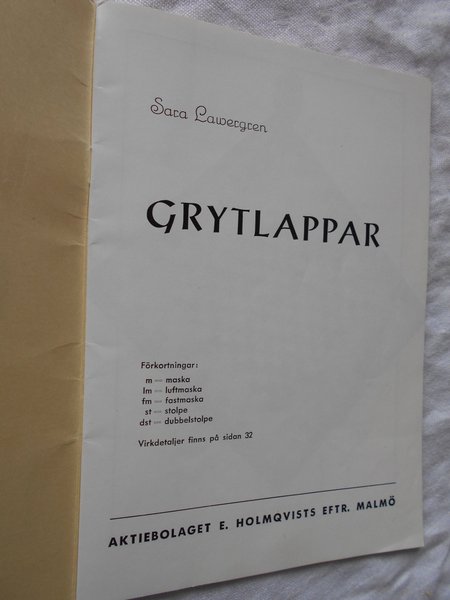 Sara Lawergren
GRYTLAPPAR
Förkortningar:
m — maska
lm — luftmaska
fm — fastmaska
st — stolpe
dst — dubbelstolpe
Virkdetaljer finns på sidan 32
AKTIEBOLAGET E. HOLMQVISTS EFTR. MALMÖ